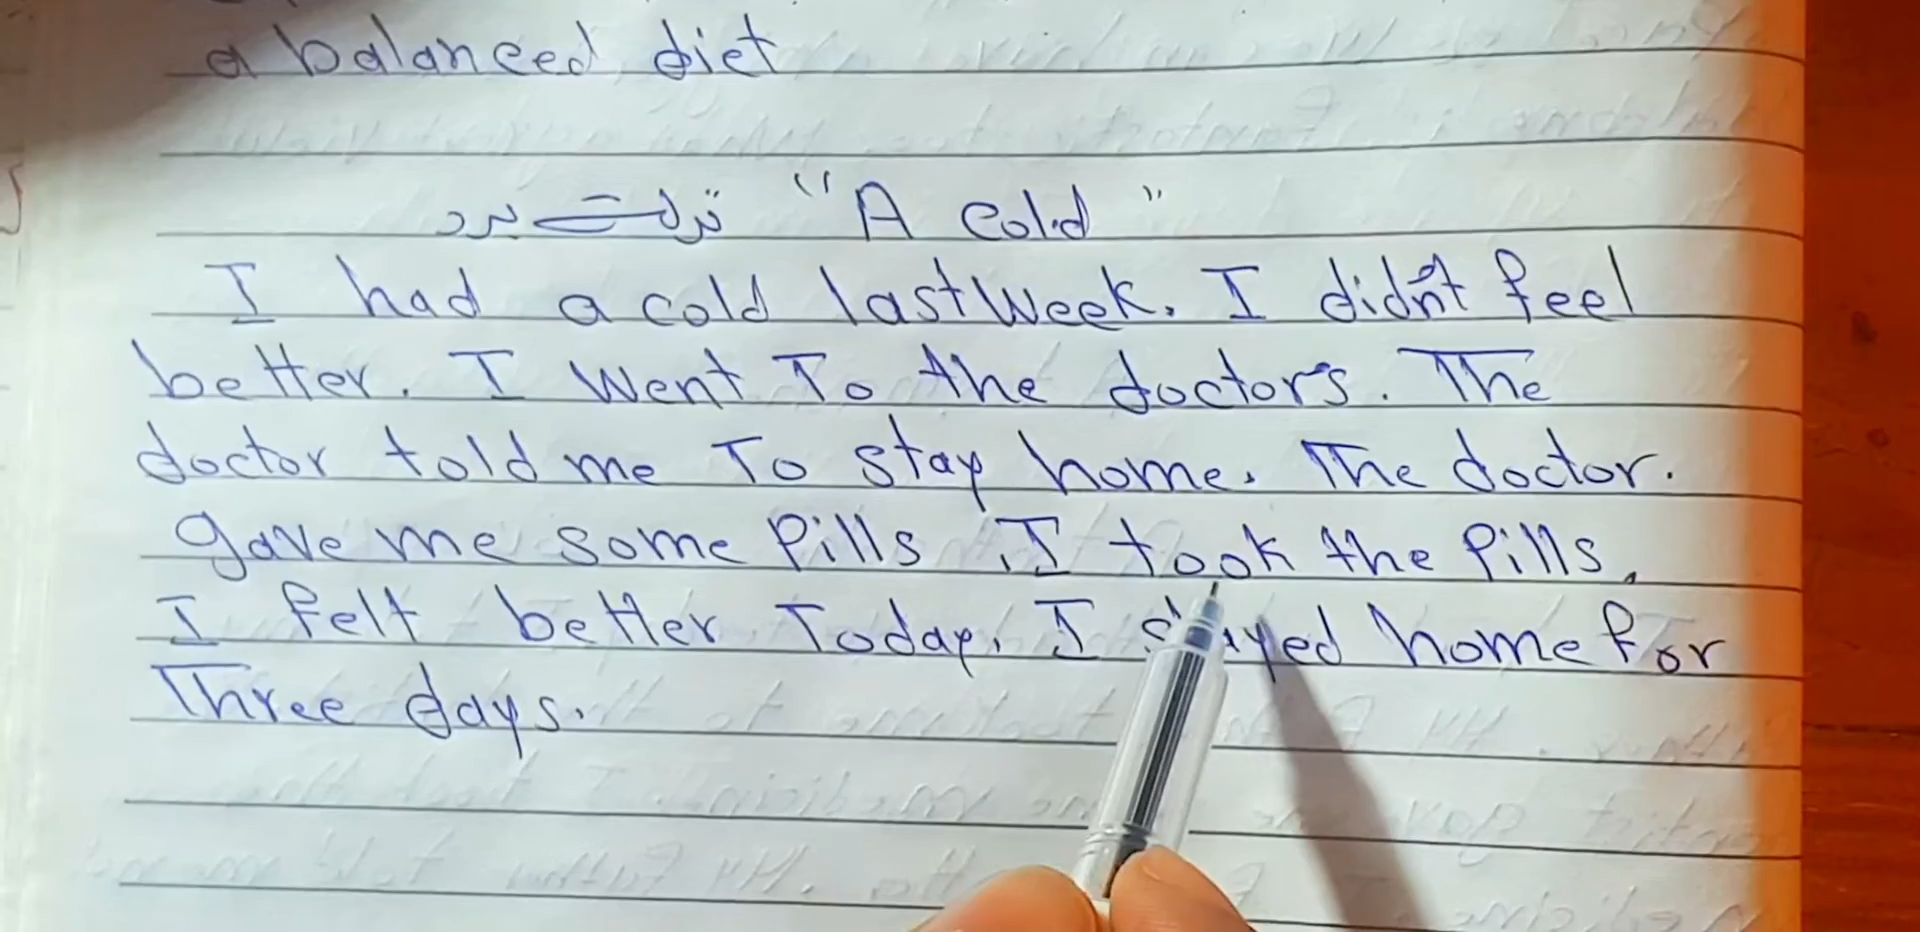 a balanced diet
"A cold" نزلت برد
I had a cold last week. I didn't feel
better. I went To the doctor's. The
doctor told me To stay home. The doctor.
gave me some Pills. I took the Pills.
I felt better Today. I stayed home for
Three days.